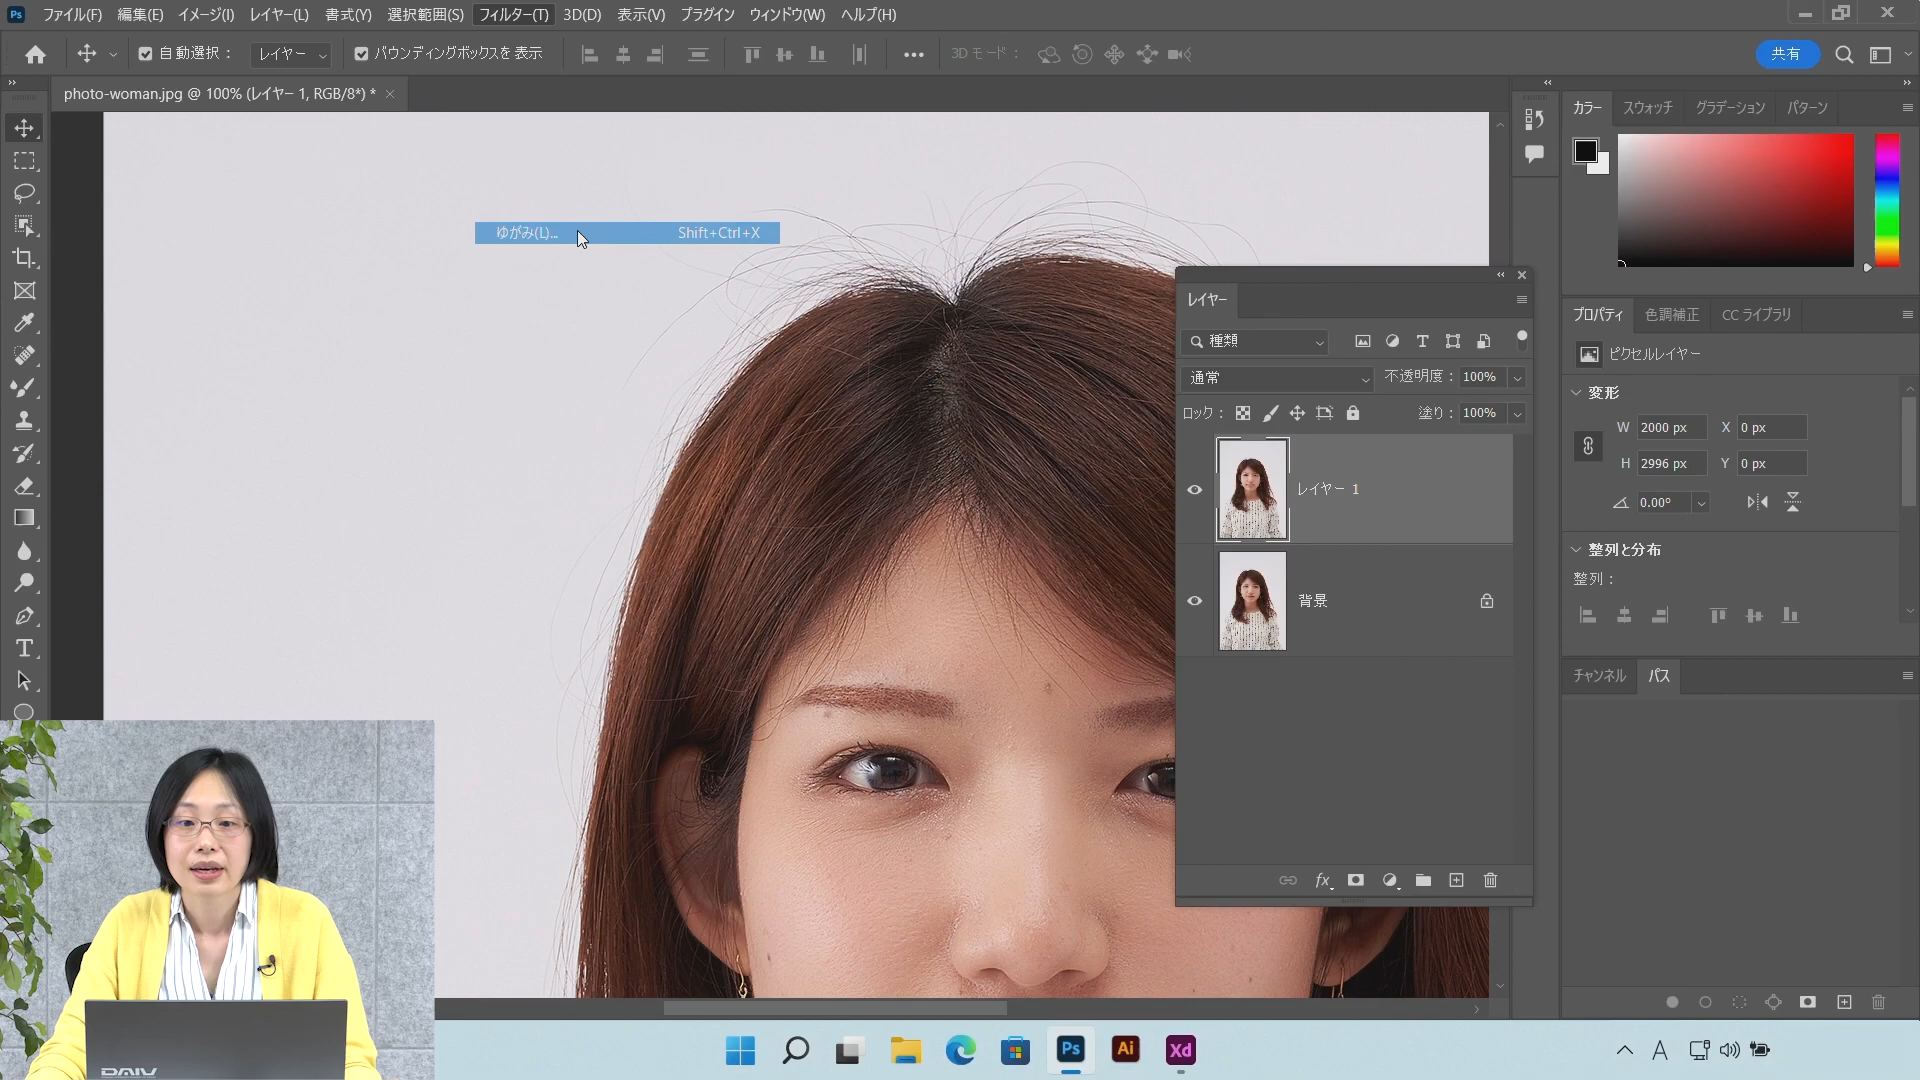 Ps ファイル(F) 編集(E) イメージ(I) レイヤー(L) 書式(Y) 選択範囲(S) フィルター(T) 3D(D) 表示(V) プラグイン ウィンドウ(W) ヘルプ(H)
自動選択： レイヤー バウンディングボックスを表示 3D モード： 共有
photo-woman.jpg @ 100% (レイヤー 1, RGB/8*) *
ゆがみ(L)... Shift+Ctrl+X
レイヤー
種類
通常 不透明度： 100%
ロック： 塗り： 100%
レイヤー 1
背景
カラー スウォッチ グラデーション パターン
プロパティ 色調補正 CC ライブラリ
ピクセルレイヤー
変形
W 2000 px X 0 px
H 2996 px Y 0 px
0.00°
整列と分布
整列：
チャンネル パス
DAIV
Ps Ai Xd
A